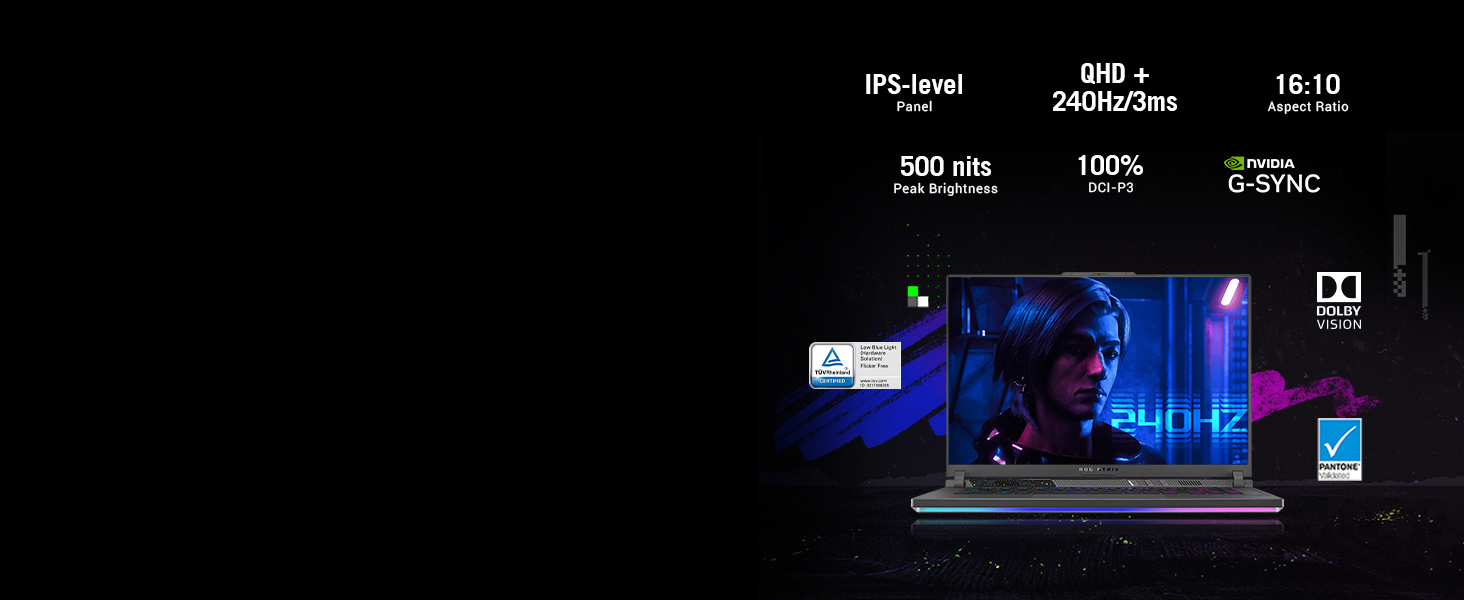 IPS-level
Panel
QHD +
240Hz/3ms
16:10
Aspect Ratio
500 nits
Peak Brightness
100%
DCI-P3
NVIDIA
G-SYNC
DOLBY
VISION
TÜVRheinland
CERTIFIED
Low Blue Light
(Hardware
Solution)
Flicker Free
www.tuv.com
240HZ
PANTONE
Validated
ROG STRIX